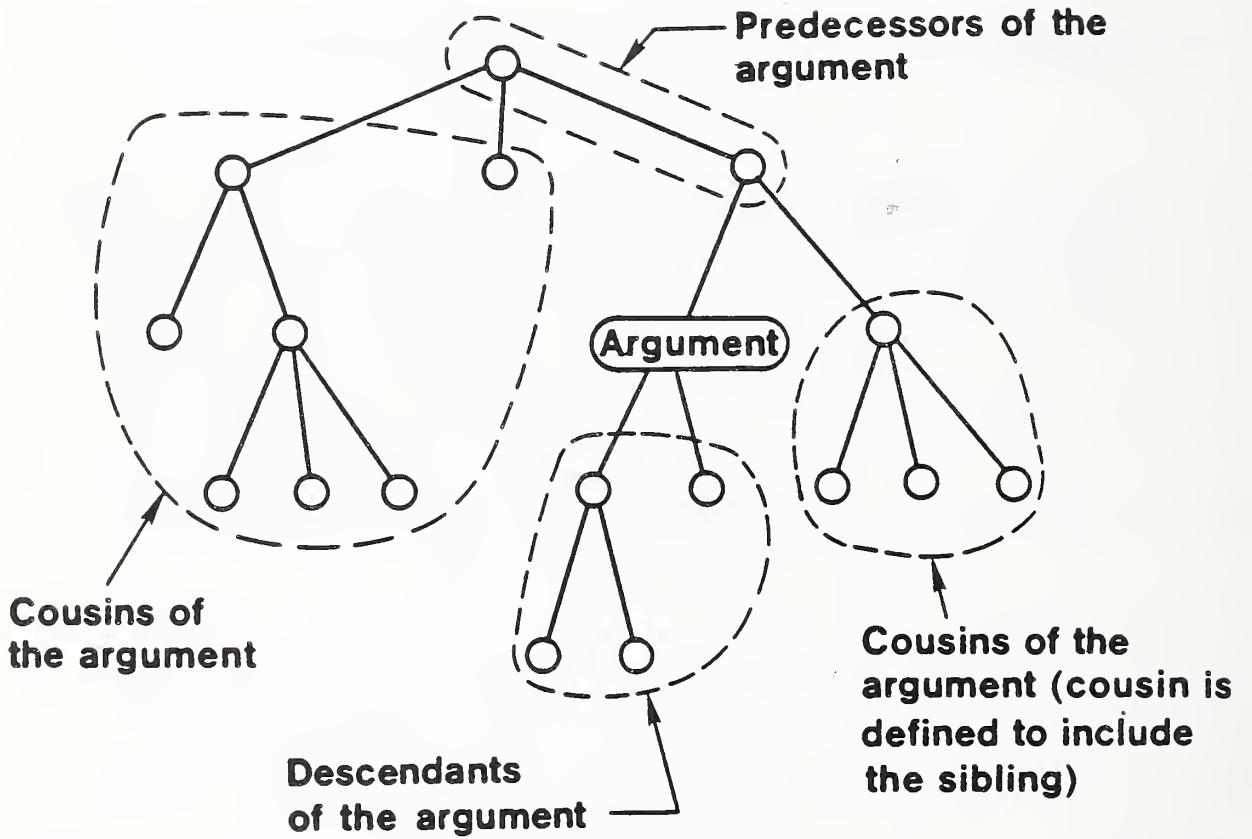 Predecessors of the
argument
Argument
Cousins of
the argument
Cousins of the
argument (cousin is
defined to include
the sibling)
Descendants
of the argument